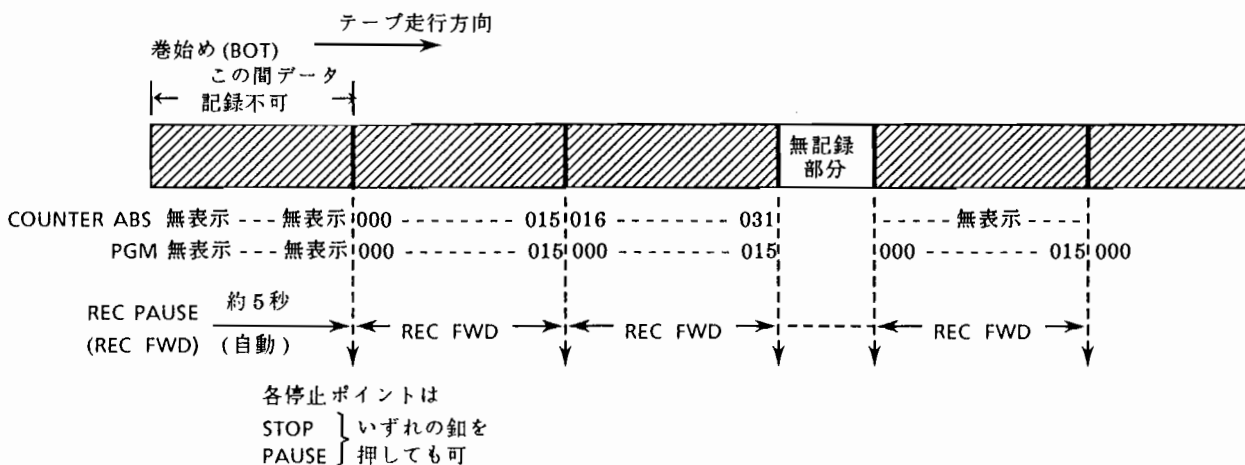 テープ走行方向
巻始め(BOT)
この間データ
記録不可
無記録
部分
COUNTER ABS 無表示 --- 無表示 000 -------- 015 016 ------ 031 ----- 無表示 -----
PGM 無表示 --- 無表示 000 -------- 015 000 ------ 015 000 -------- 015 000
REC PAUSE 約5秒
(REC FWD) (自動) REC FWD REC FWD REC FWD
各停止ポイントは
STOP いずれの釦を
PAUSE 押しても可